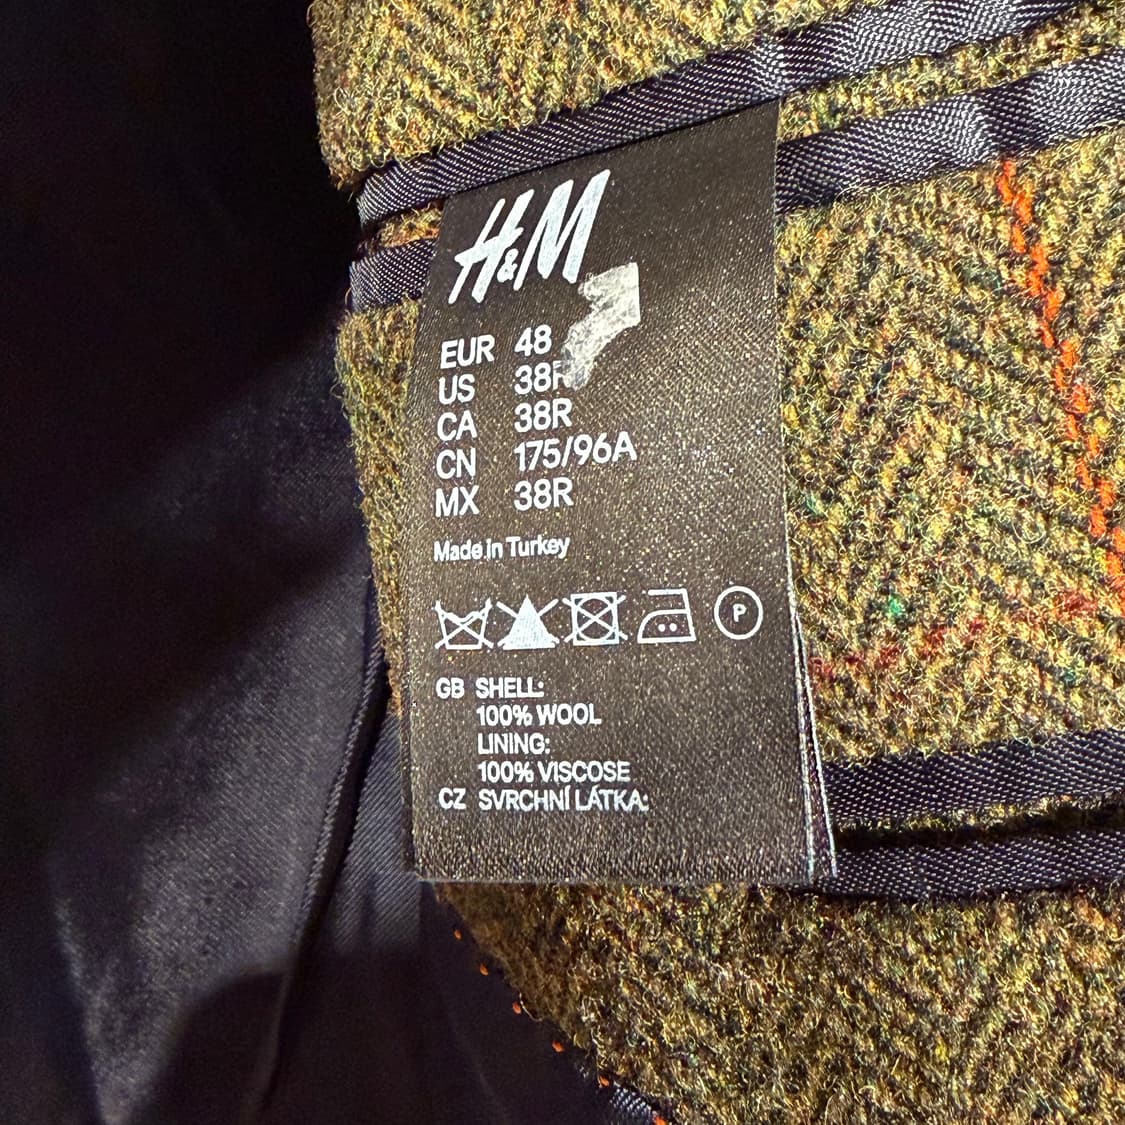 H&M
EUR 48
US 38R
CA 38R
CN 175/96A
MX 38R
Made in Turkey
P
GB SHELL:
100% WOOL
LINING:
100% VISCOSE
CZ SVRCHNÍ LÁTKA: